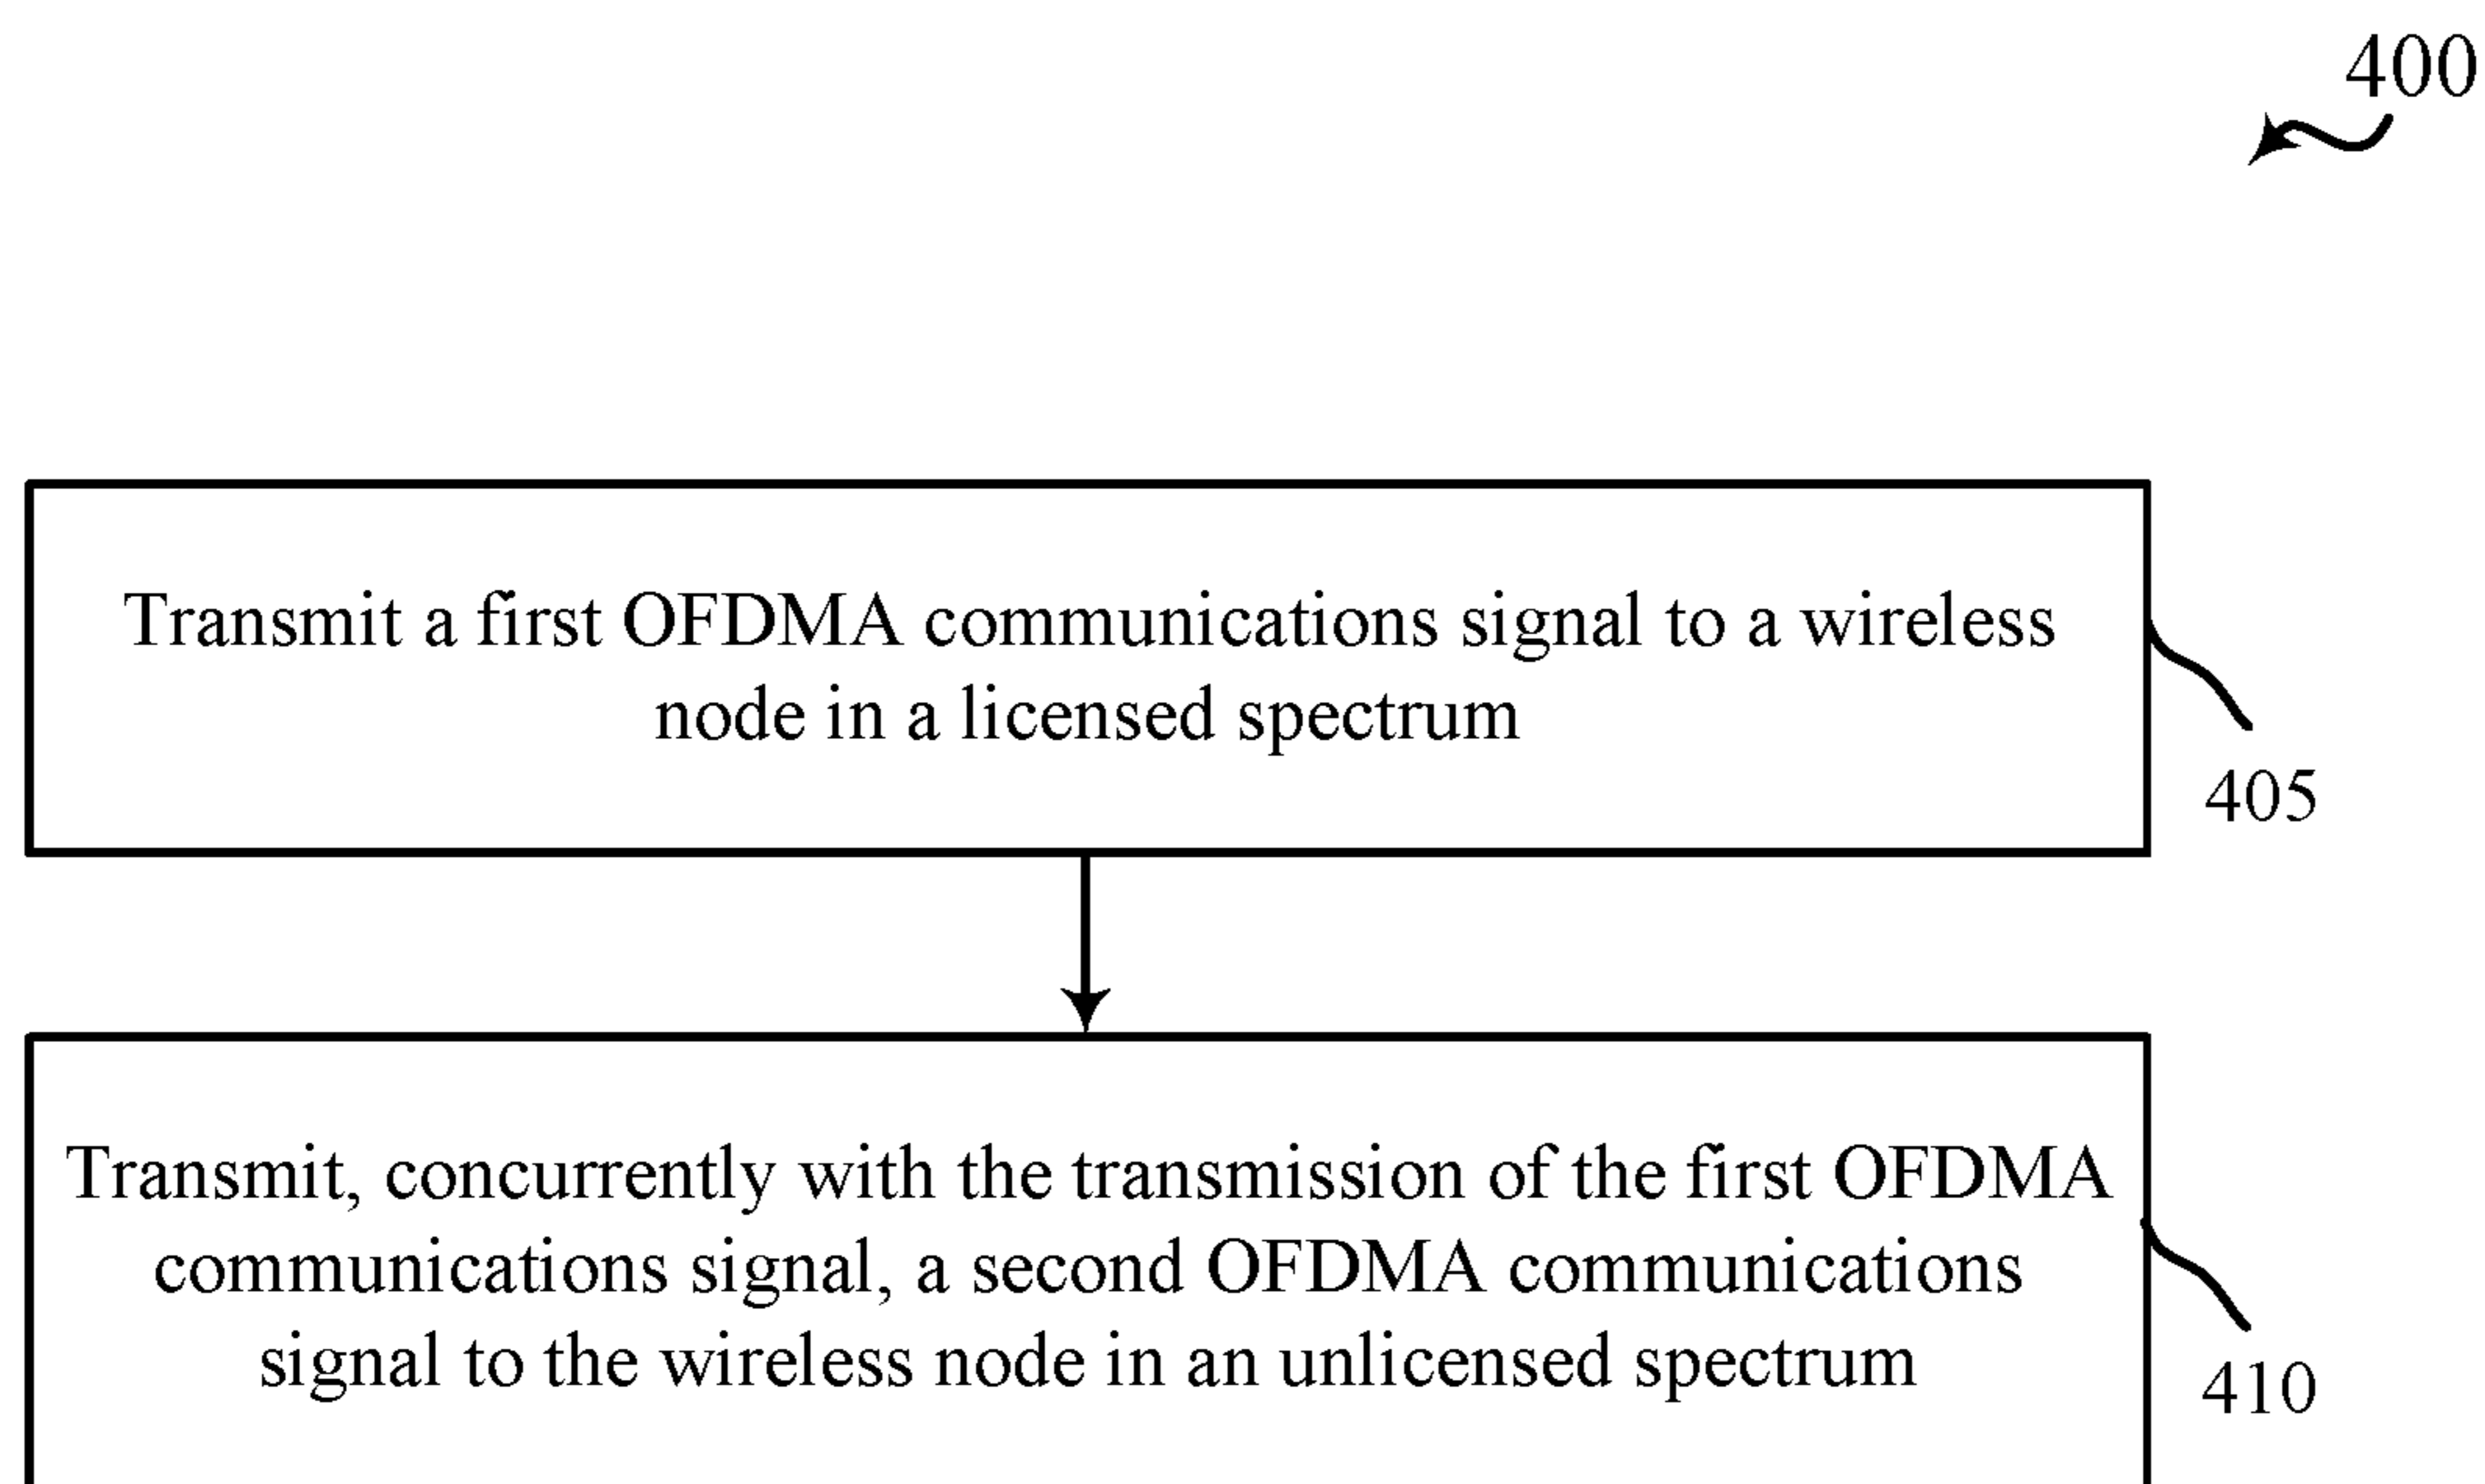 400
Transmit a first OFDMA communications signal to a wireless
node in a licensed spectrum
405
Transmit, concurrently with the transmission of the first OFDMA
communications signal, a second OFDMA communications
signal to the wireless node in an unlicensed spectrum
410